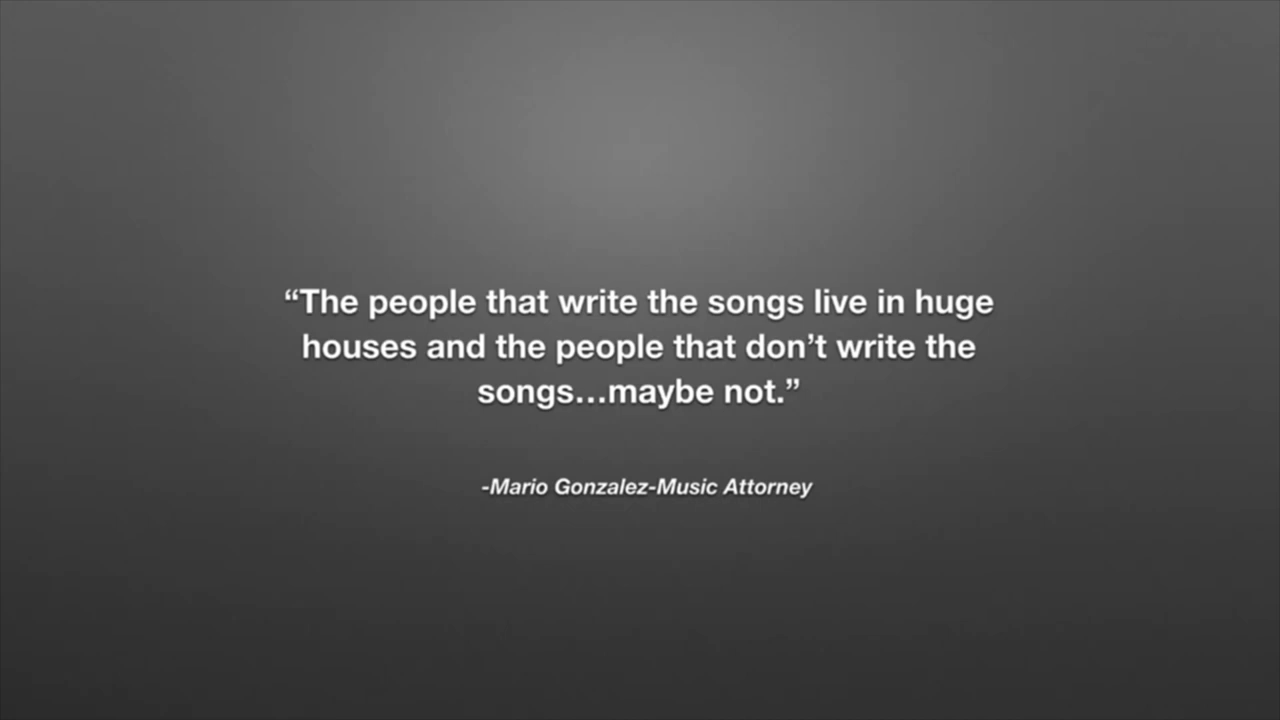 “The people that write the songs live in huge
houses and the people that don’t write the
songs…maybe not.”
-Mario Gonzalez-Music Attorney